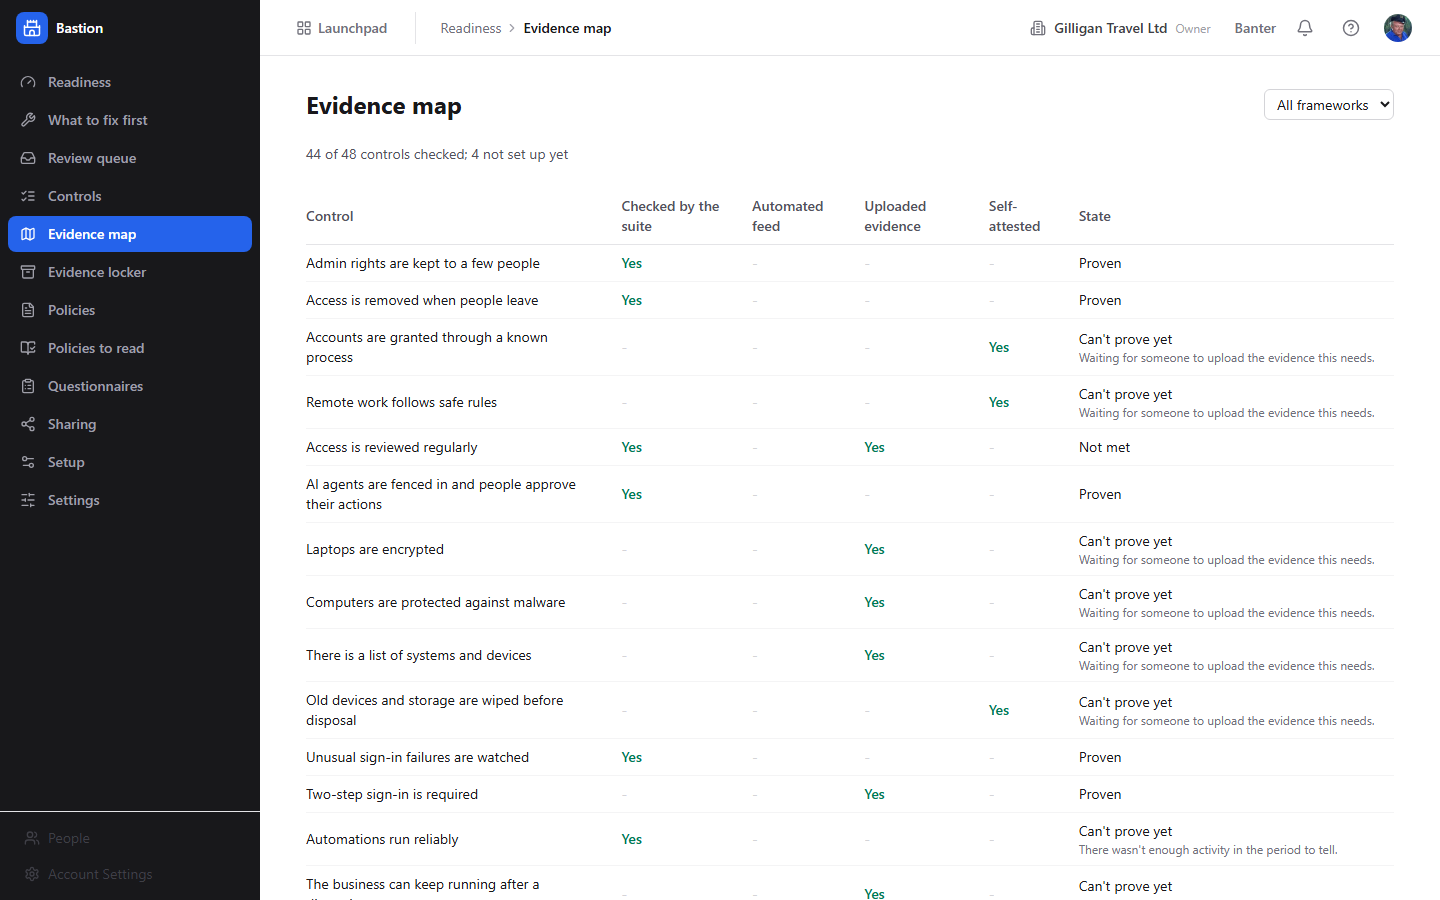 Bastion
Launchpad
Readiness > Evidence map
Gilligan Travel Ltd Owner
Banter
Readiness
What to fix first
Review queue
Controls
Evidence map
Evidence locker
Policies
Policies to read
Questionnaires
Sharing
Setup
Settings
People
Account Settings
Evidence map
All frameworks
44 of 48 controls checked; 4 not set up yet
Control
Checked by the
suite
Automated
feed
Uploaded
evidence
Self-
attested
State
Admin rights are kept to a few people Yes - - - Proven
Access is removed when people leave Yes - - - Proven
Accounts are granted through a known
process
- - - Yes
Can't prove yet
Waiting for someone to upload the evidence this needs.
Remote work follows safe rules - - - Yes
Can't prove yet
Waiting for someone to upload the evidence this needs.
Access is reviewed regularly Yes - Yes - Not met
AI agents are fenced in and people approve
their actions
Yes - - - Proven
Laptops are encrypted - - Yes -
Can't prove yet
Waiting for someone to upload the evidence this needs.
Computers are protected against malware - - Yes -
Can't prove yet
Waiting for someone to upload the evidence this needs.
There is a list of systems and devices - - Yes -
Can't prove yet
Waiting for someone to upload the evidence this needs.
Old devices and storage are wiped before
disposal
- - - Yes
Can't prove yet
Waiting for someone to upload the evidence this needs.
Unusual sign-in failures are watched Yes - - - Proven
Two-step sign-in is required - - Yes - Proven
Automations run reliably Yes - - -
Can't prove yet
There wasn't enough activity in the period to tell.
The business can keep running after a
- - Yes -
Can't prove yet